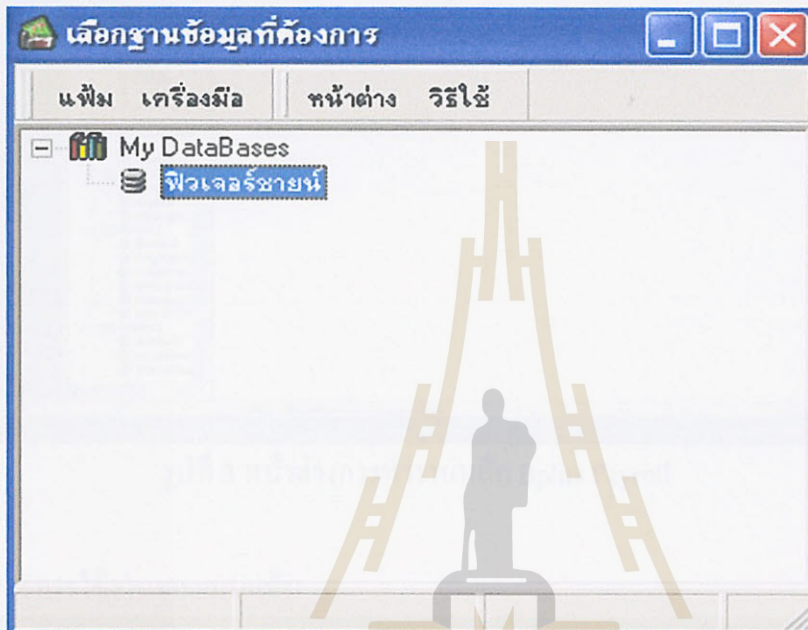 เลือกฐานข้อมูลที่ต้องการ
แฟ้ม เครื่องมือ หน้าต่าง วิธีใช้
My DataBases
ฟิวเจอร์ชายน์